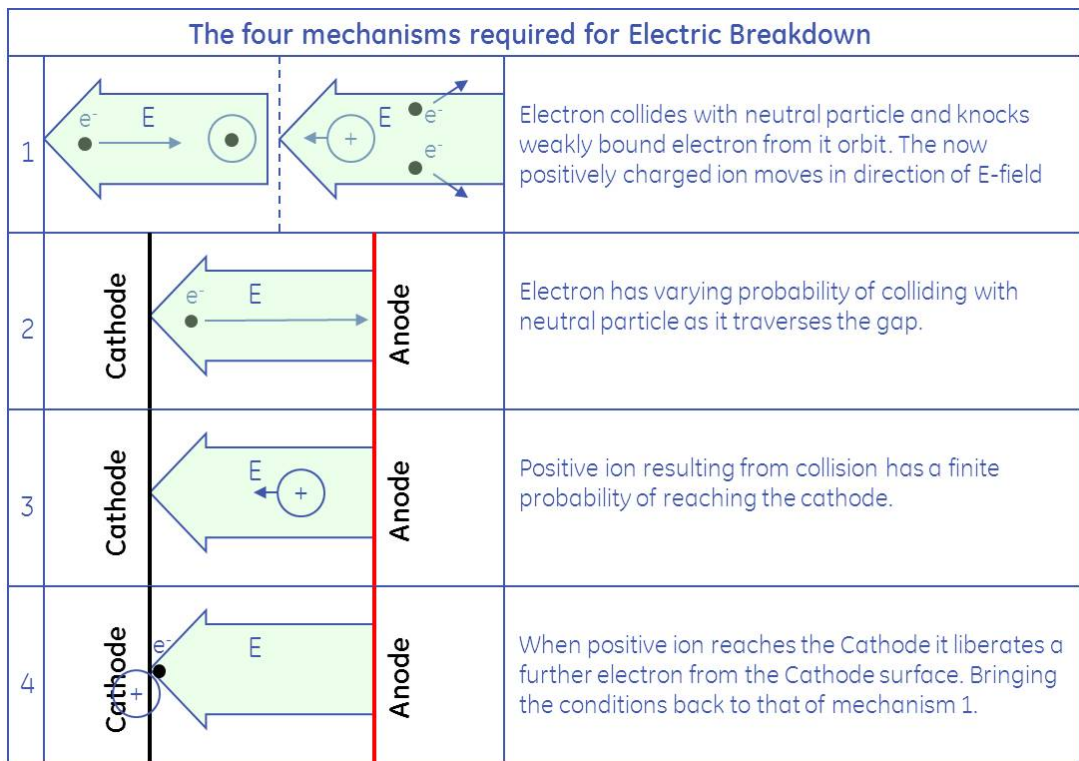 The four mechanisms required for Electric Breakdown
1
e-
E
E
+
e-
e-
Electron collides with neutral particle and knocks
weakly bound electron from it orbit. The now
positively charged ion moves in direction of E-field
2
Cathode
e-
E
Anode
Electron has varying probability of colliding with
neutral particle as it traverses the gap.
3
Cathode
E
+
Anode
Positive ion resulting from collision has a finite
probability of reaching the cathode.
4
Cathode
+
e-
E
Anode
When positive ion reaches the Cathode it liberates a
further electron from the Cathode surface. Bringing
the conditions back to that of mechanism 1.